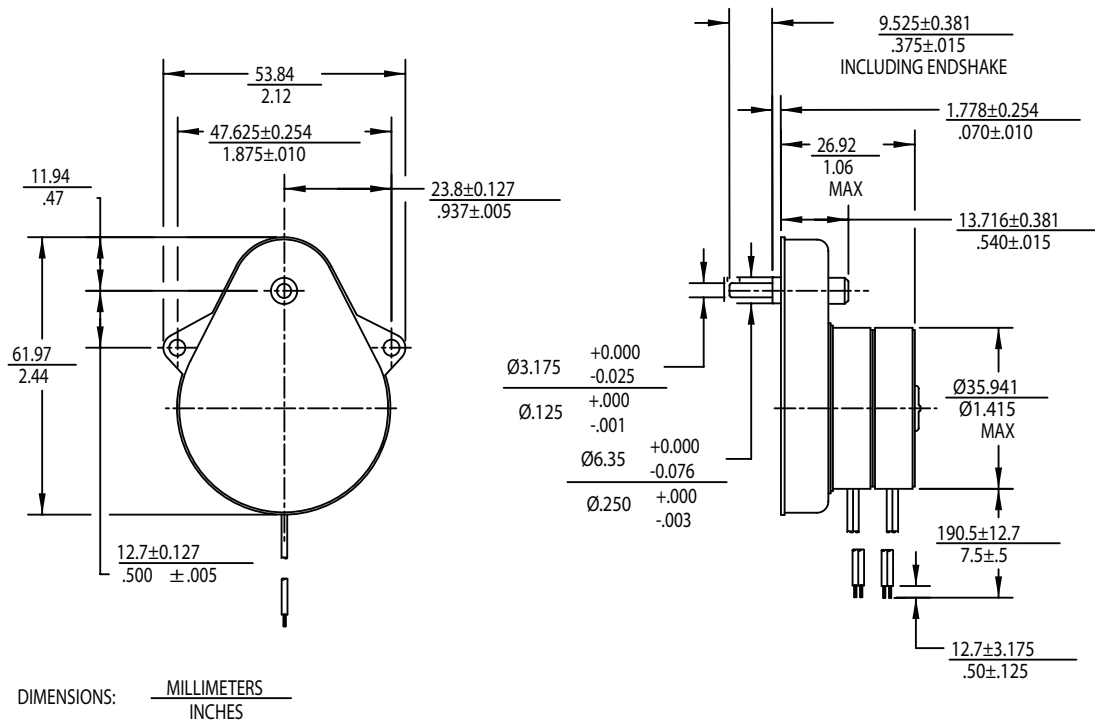 53.84
2.12
47.625±0.254
1.875±.010
11.94
.47
23.8±0.127
.937±.005
61.97
2.44
12.7±0.127
.500 ±.005
9.525±0.381
.375±.015
INCLUDING ENDSHAKE
1.778±0.254
.070±.010
26.92
1.06
MAX
13.716±0.381
.540±.015
Ø3.175 +0.000
-0.025
Ø.125 +.000
-.001
Ø6.35 +0.000
-0.076
Ø.250 +.000
-.003
Ø35.941
Ø1.415
MAX
190.5±12.7
7.5±.5
12.7±3.175
.50±.125
DIMENSIONS: MILLIMETERS
INCHES